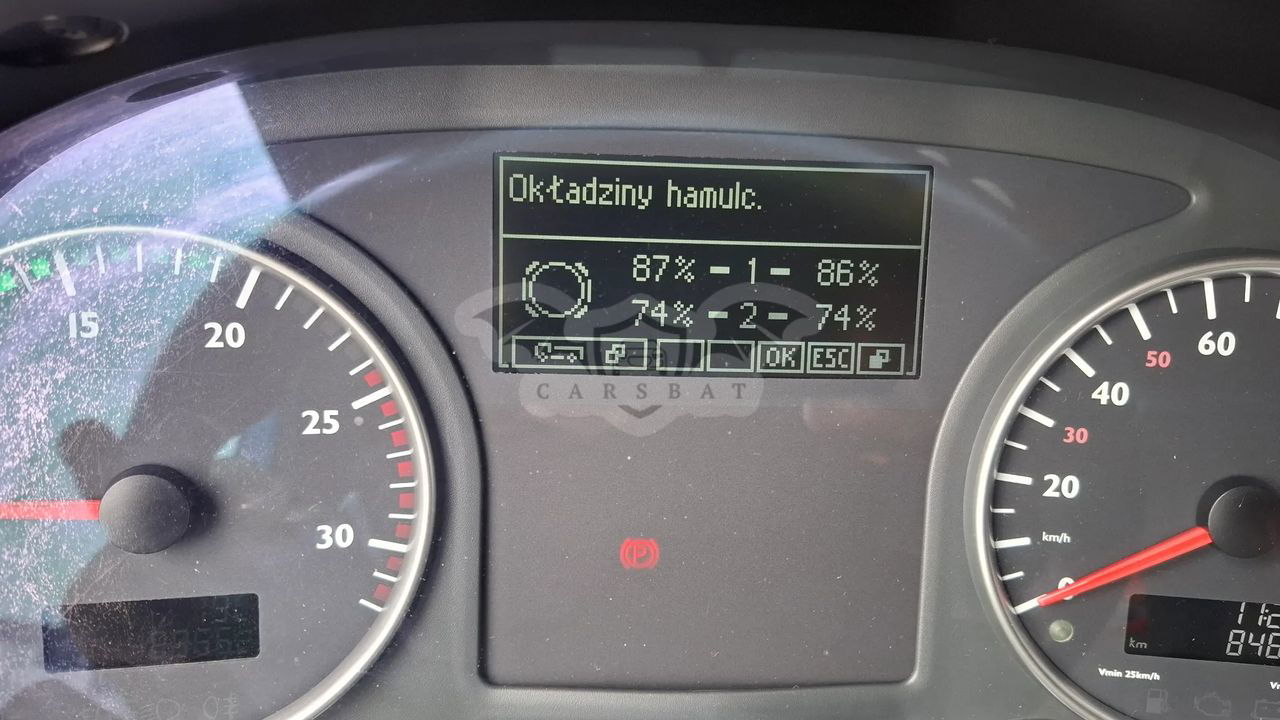 Okładziny hamulc.
87% - 1 - 86%
74% - 2 - 74%
OK ESC
CARSBAT
15
20
25
30
60
50
40
30
20
km/h
0
km
Vmin 25km/h